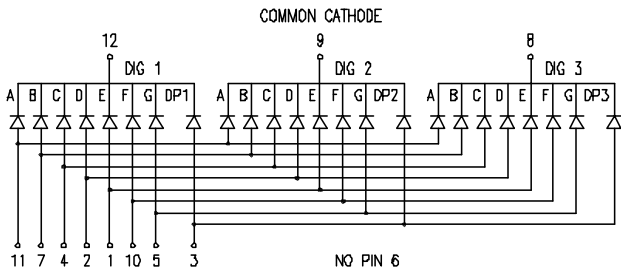 COMMON CATHODE
12 9 8
DIG 1 DIG 2 DIG 3
A B C D E F G DP1 A B C D E F G DP2 A B C D E F G DP3
11 7 4 2 1 10 5 3 NO PIN 6